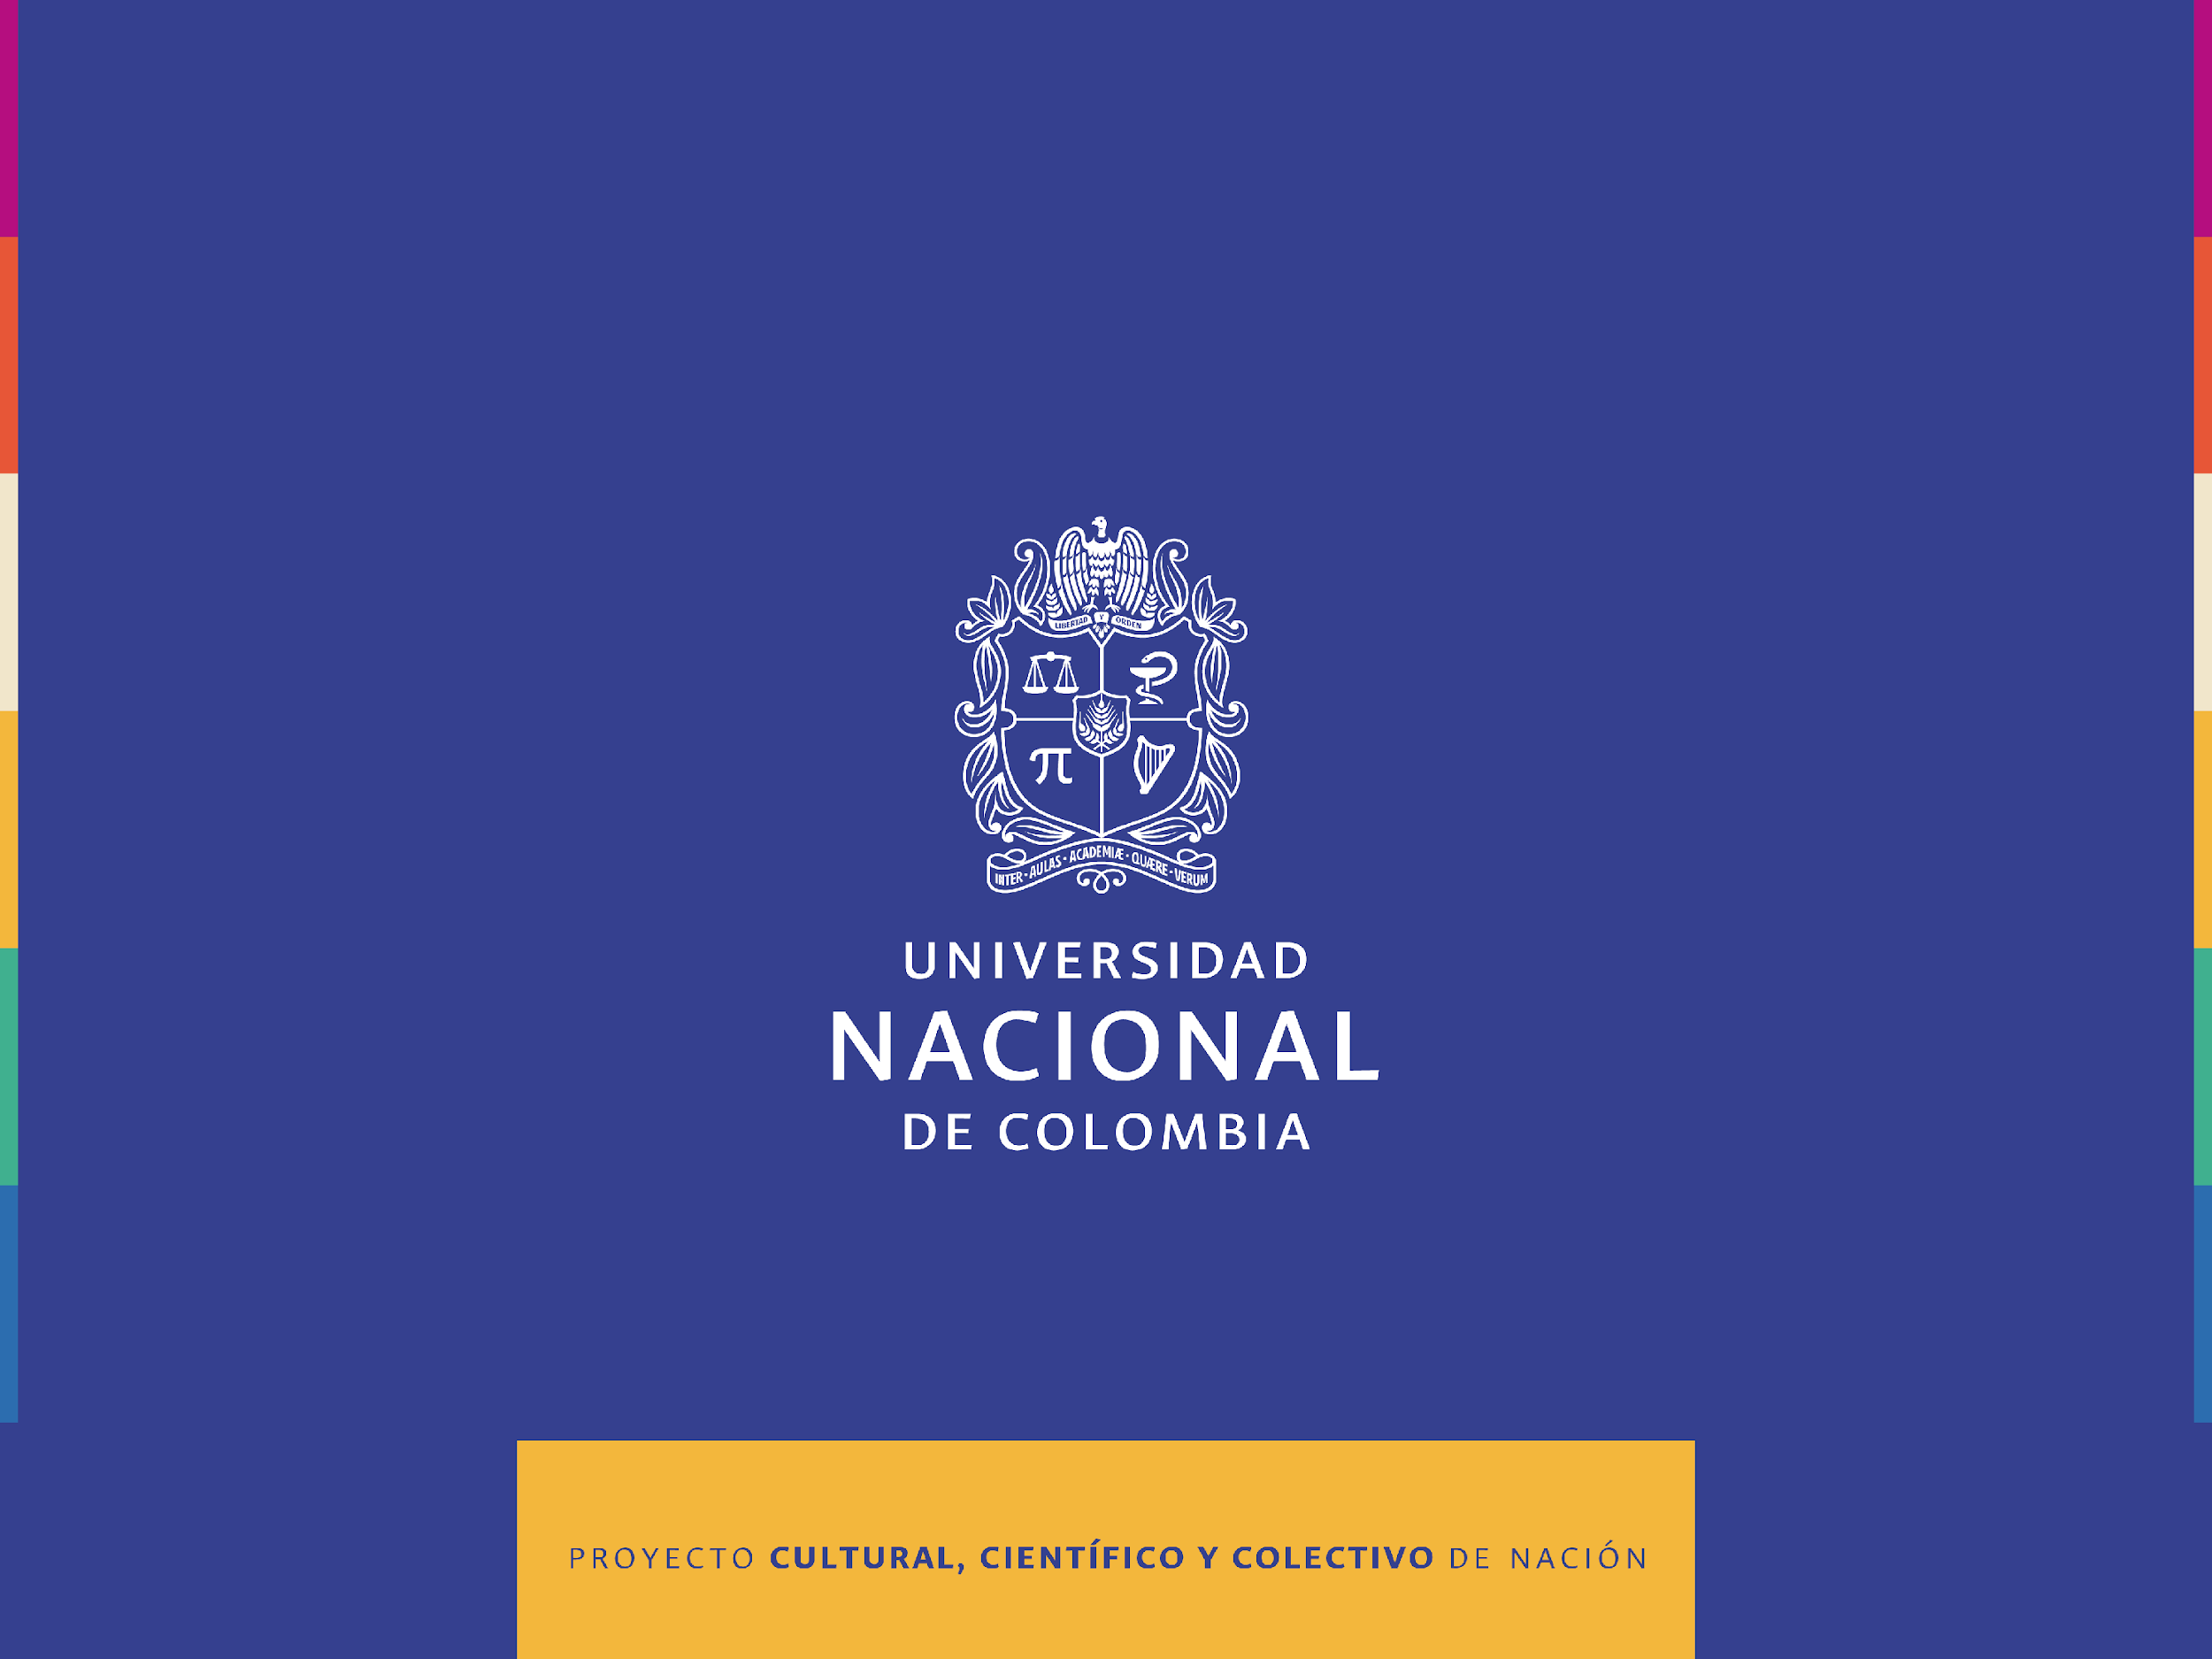 LIBERTAD Y ORDEN
π
INTER · AULAS · ACADEMIÆ · QUÆRE · VERUM
UNIVERSIDAD
NACIONAL
DE COLOMBIA
PROYECTO CULTURAL, CIENTÍFICO Y COLECTIVO DE NACIÓN